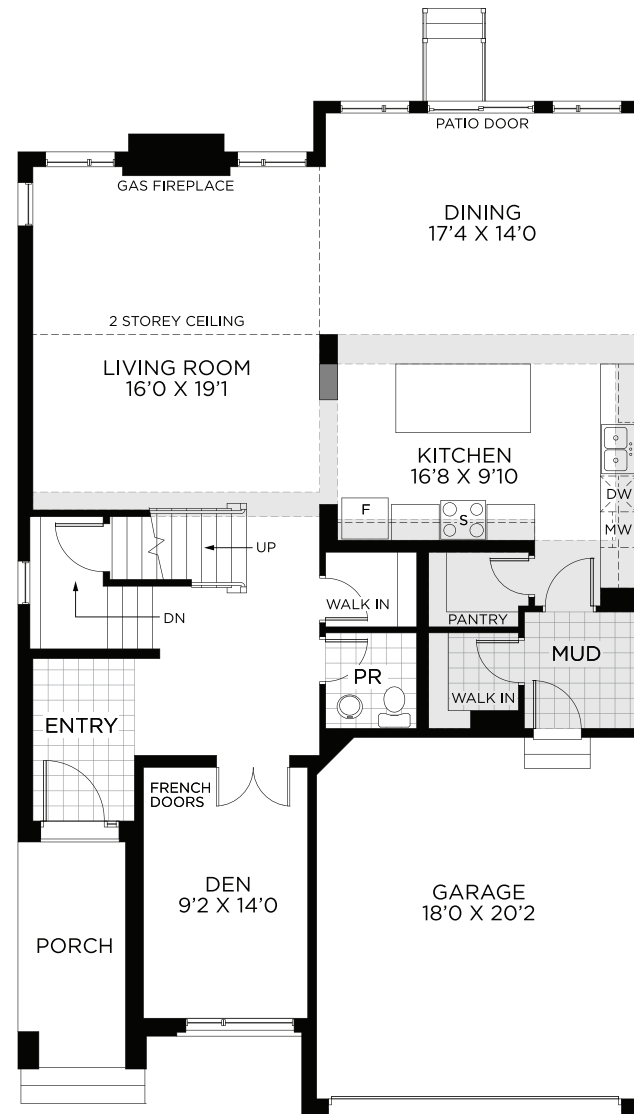 PATIO DOOR
GAS FIREPLACE
DINING
17'4 X 14'0
2 STOREY CEILING
LIVING ROOM
16'0 X 19'1
KITCHEN
16'8 X 9'10
F
S
DW
MW
UP
DN
WALK IN
PANTRY
PR
MUD
WALK IN
ENTRY
FRENCH
DOORS
DEN
9'2 X 14'0
GARAGE
18'0 X 20'2
PORCH